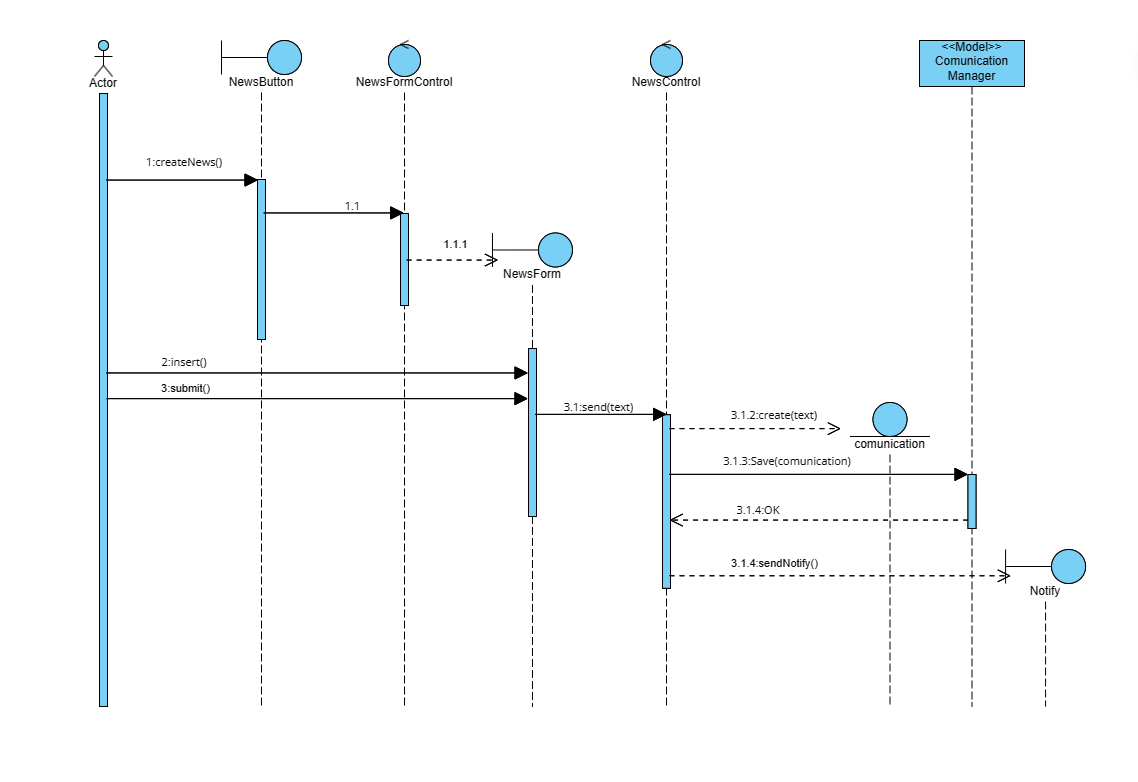 <<Model>>
Comunication
Manager
Actor
NewsButton
NewsFormControl
NewsControl
1:createNews()
1.1
1.1.1
NewsForm
2:insert()
3:submit()
3.1:send(text)
3.1.2:create(text)
comunication
3.1.3:Save(comunication)
3.1.4:OK
3.1.4:sendNotify()
Notify